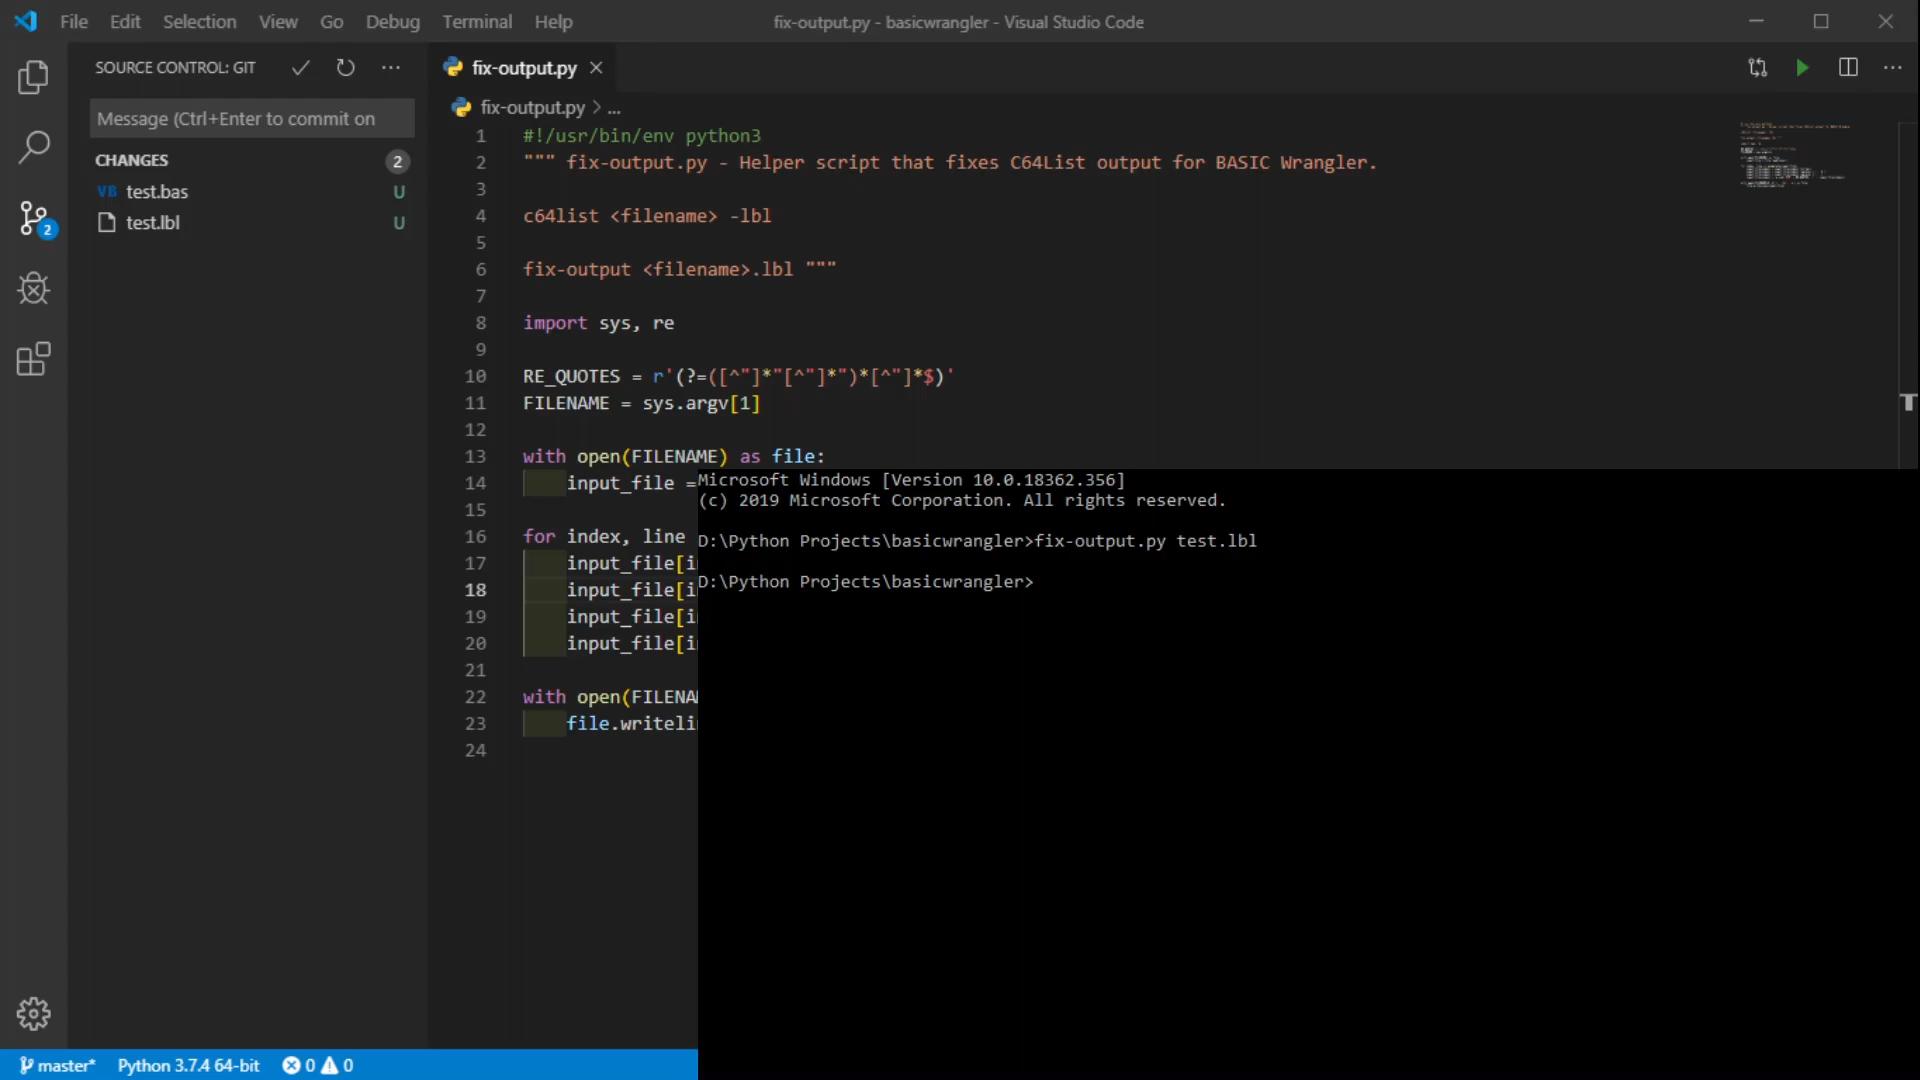 File Edit Selection View Go Debug Terminal Help
fix-output.py - basicwrangler - Visual Studio Code
SOURCE CONTROL: GIT
Message (Ctrl+Enter to commit on
CHANGES 2
VB test.bas U
test.lbl U
2
fix-output.py
fix-output.py > ...
1 #!/usr/bin/env python3
2 """ fix-output.py - Helper script that fixes C64List output for BASIC Wrangler.
3
4 c64list <filename> -lbl
5
6 fix-output <filename>.lbl """
7
8 import sys, re
9
10 RE_QUOTES = r'(?=([^"]*"[^"]*")*[^"]*$)'
11 FILENAME = sys.argv[1]
12
13 with open(FILENAME) as file:
14 input_file =
15
16 for index, line
17 input_file[i
18 input_file[i
19 input_file[i
20 input_file[i
21
22 with open(FILENA
23 file.writeli
24
Microsoft Windows [Version 10.0.18362.356]
(c) 2019 Microsoft Corporation. All rights reserved.
D:\Python Projects\basicwrangler>fix-output.py test.lbl
D:\Python Projects\basicwrangler>
master* Python 3.7.4 64-bit 0 0